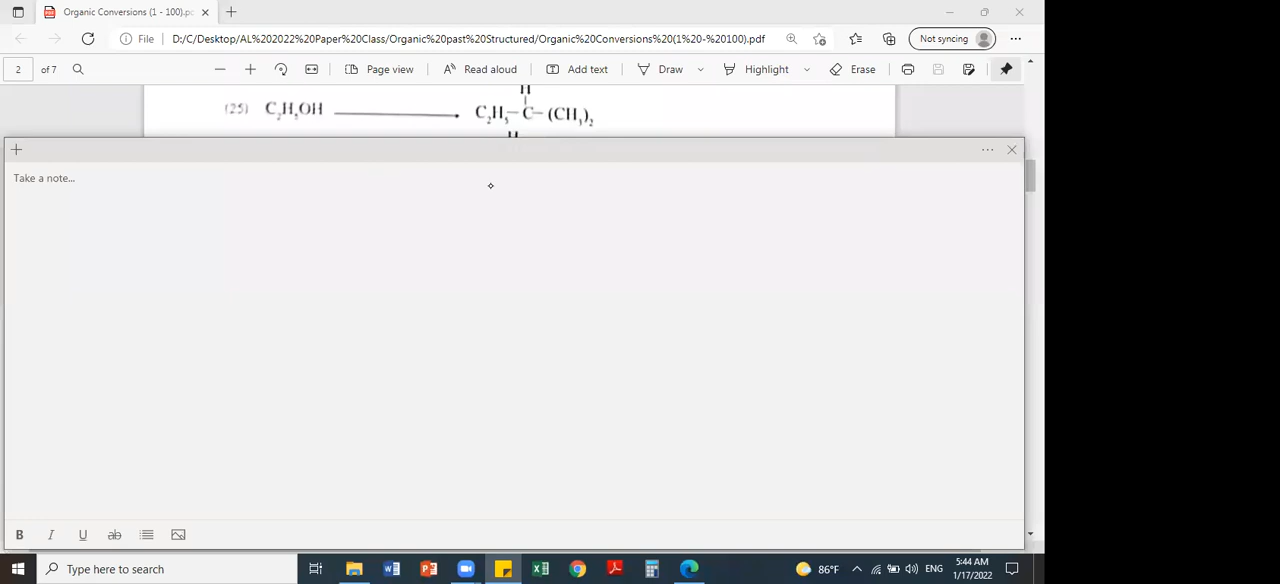 Organic Conversions (1 - 100).pc
File D:/C/Desktop/AL%202022%20Paper%20Class/Organic%20past%20Structured/Organic%20Conversions%20(1%20-%20100).pdf Not syncing
2 of 7 Page view Read aloud Add text Draw Highlight Erase
H
(25) C₂H₅OH C₂H₅–C–(CH₃)₂
H
Take a note...
B I U ab
Type here to search 86°F ENG 5:44 AM
1/17/2022